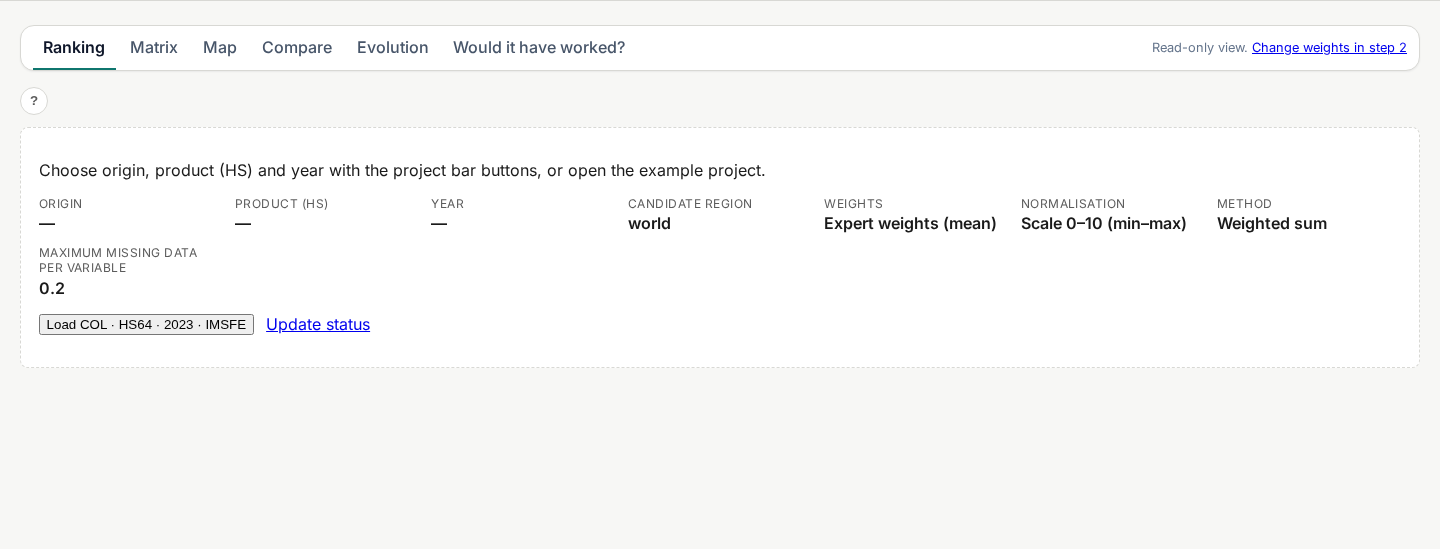 Ranking Matrix Map Compare Evolution Would it have worked? Read-only view. Change weights in step 2
?
Choose origin, product (HS) and year with the project bar buttons, or open the example project.
ORIGIN PRODUCT (HS) YEAR CANDIDATE REGION WEIGHTS NORMALISATION METHOD
— — — world Expert weights (mean) Scale 0–10 (min–max) Weighted sum
MAXIMUM MISSING DATA
PER VARIABLE
0.2
Load COL · HS64 · 2023 · IMSFE Update status